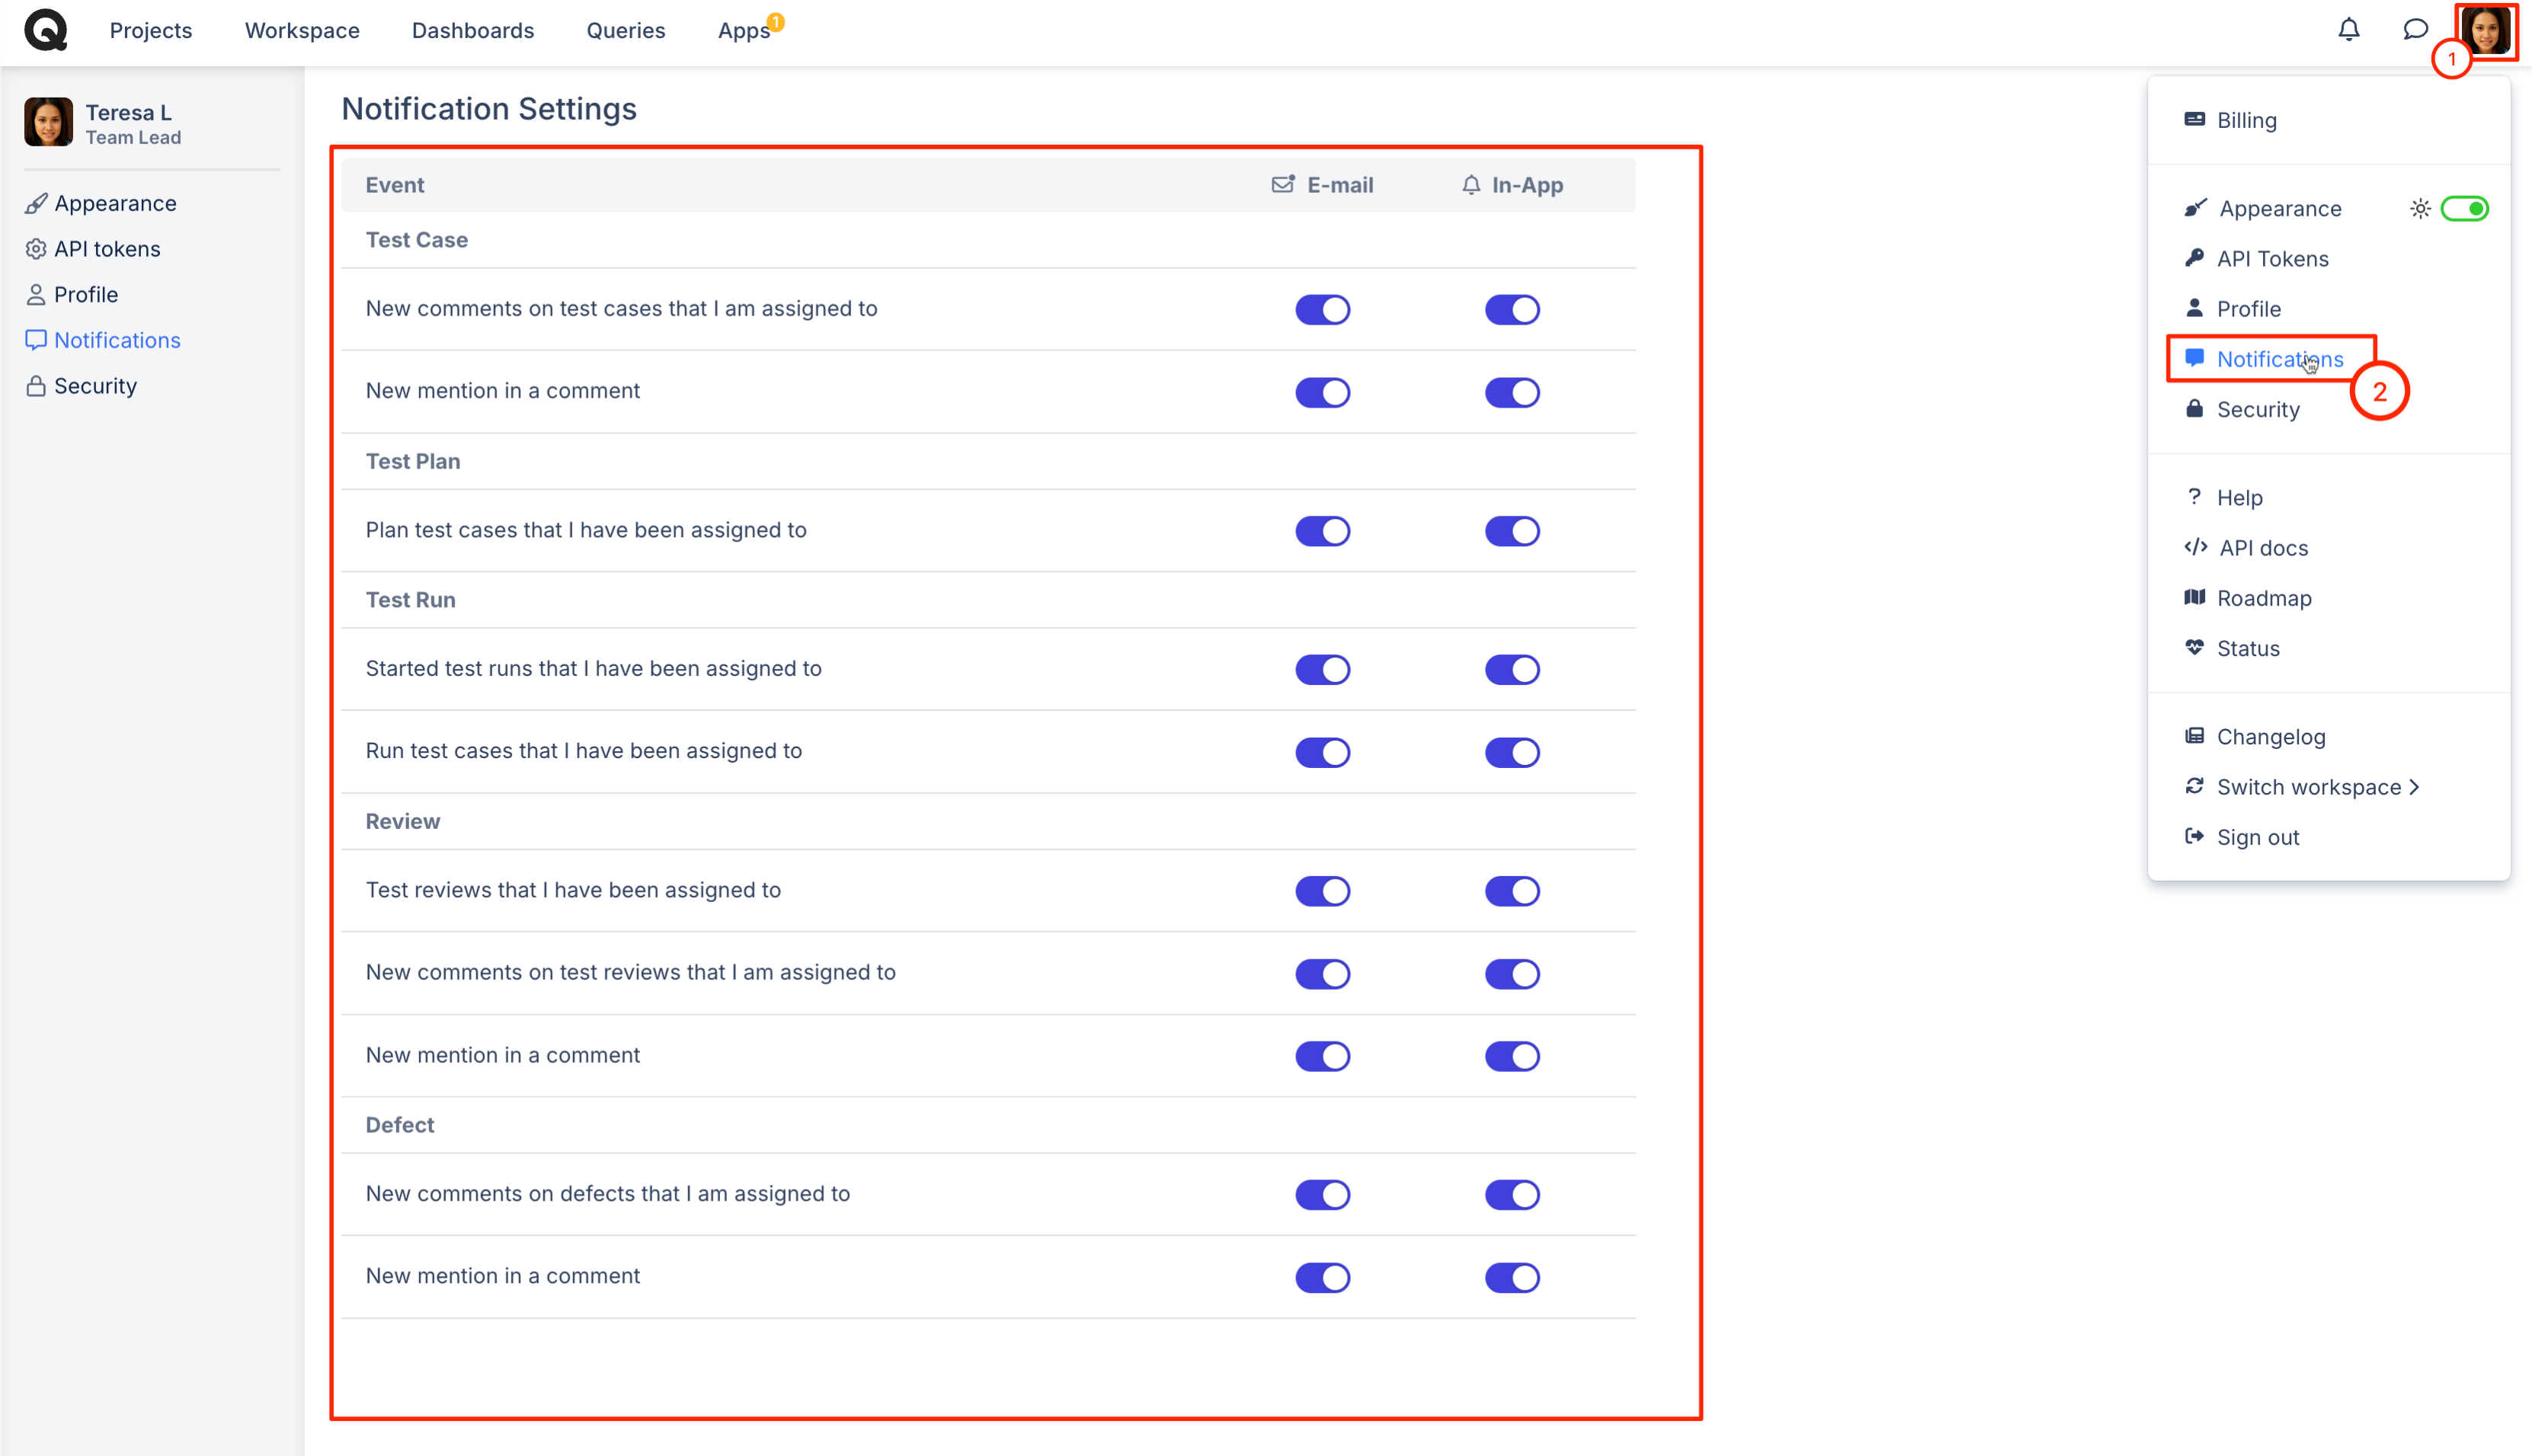 Projects Workspace Dashboards Queries Apps 1
1
Teresa L
Team Lead
Appearance
API tokens
Profile
Notifications
Security
Notification Settings
Event E-mail In-App
Test Case
New comments on test cases that I am assigned to
New mention in a comment
Test Plan
Plan test cases that I have been assigned to
Test Run
Started test runs that I have been assigned to
Run test cases that I have been assigned to
Review
Test reviews that I have been assigned to
New comments on test reviews that I am assigned to
New mention in a comment
Defect
New comments on defects that I am assigned to
New mention in a comment
Billing
Appearance
API Tokens
Profile
Notifications
2
Security
? Help
</> API docs
Roadmap
Status
Changelog
Switch workspace >
Sign out